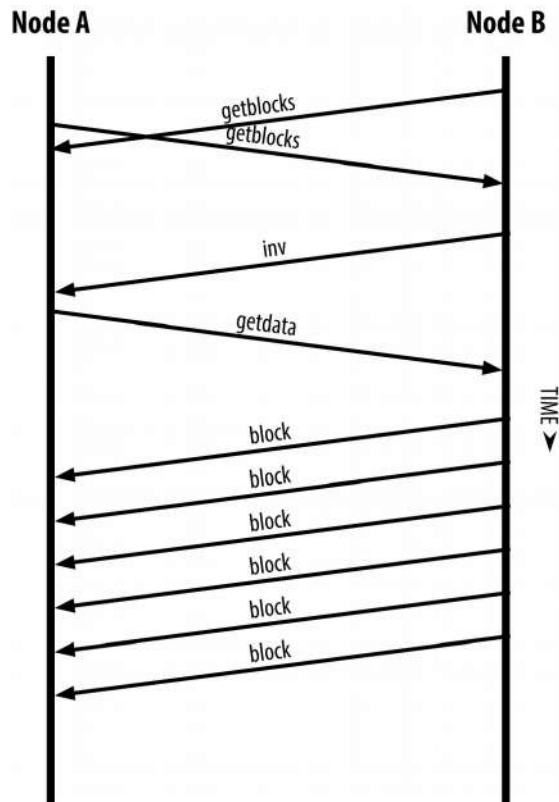 Node A
Node B
getblocks
getblocks
inv
getdata
TIME >
block
block
block
block
block
block